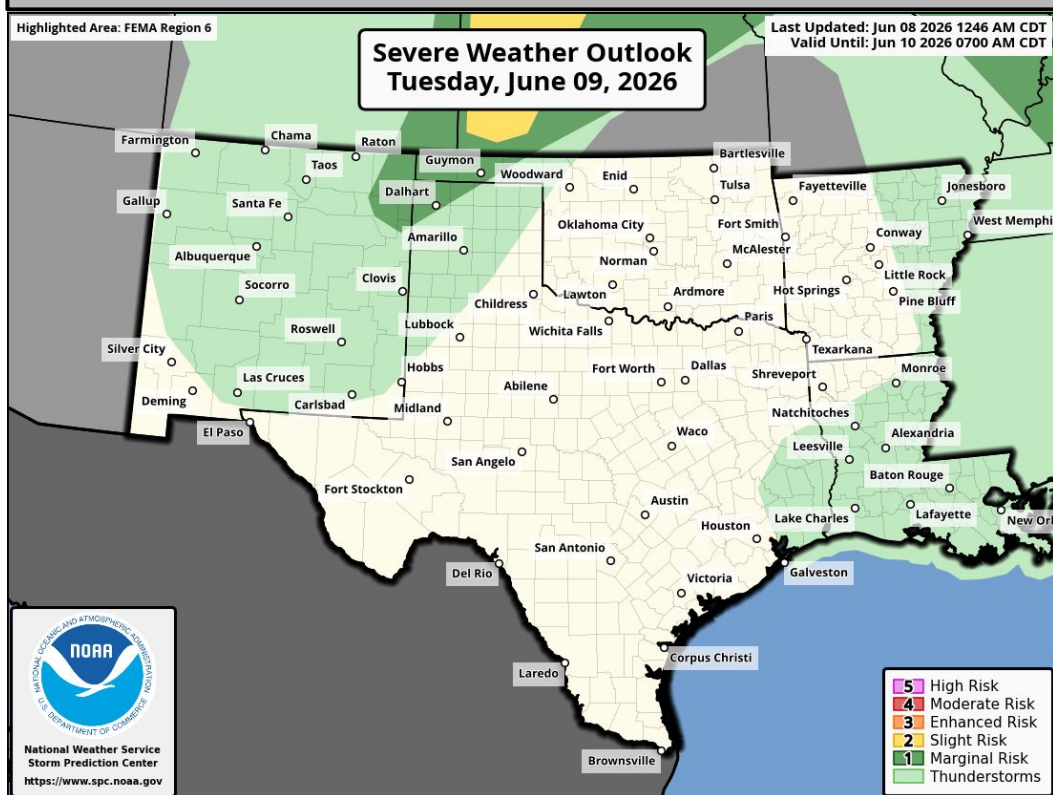 Highlighted Area: FEMA Region 6
Severe Weather Outlook
Tuesday, June 09, 2026
Last Updated: Jun 08 2026 1246 AM CDT
Valid Until: Jun 10 2026 0700 AM CDT
Farmington
Chama
Raton
Taos
Guymon
Woodward
Enid
Bartlesville
Dalhart
Tulsa
Fayetteville
Jonesboro
Gallup
Santa Fe
Oklahoma City
Fort Smith
Conway
West Memphi
Albuquerque
Amarillo
Norman
McAlester
Little Rock
Socorro
Clovis
Childress
Lawton
Ardmore
Hot Springs
Pine Bluff
Roswell
Lubbock
Wichita Falls
Paris
Texarkana
Silver City
Hobbs
Fort Worth
Dallas
Shreveport
Monroe
Las Cruces
Abilene
Deming
Carlsbad
Midland
Natchitoches
El Paso
Waco
Leesville
Alexandria
San Angelo
Baton Rouge
Fort Stockton
Austin
Lake Charles
Lafayette
New Orl
Houston
San Antonio
Del Rio
Galveston
Victoria
Laredo
Corpus Christi
Brownsville
NATIONAL OCEANIC AND ATMOSPHERIC ADMINISTRATION
NOAA
U.S. DEPARTMENT OF COMMERCE
National Weather Service
Storm Prediction Center
https://www.spc.noaa.gov
5 High Risk
4 Moderate Risk
3 Enhanced Risk
2 Slight Risk
1 Marginal Risk
Thunderstorms